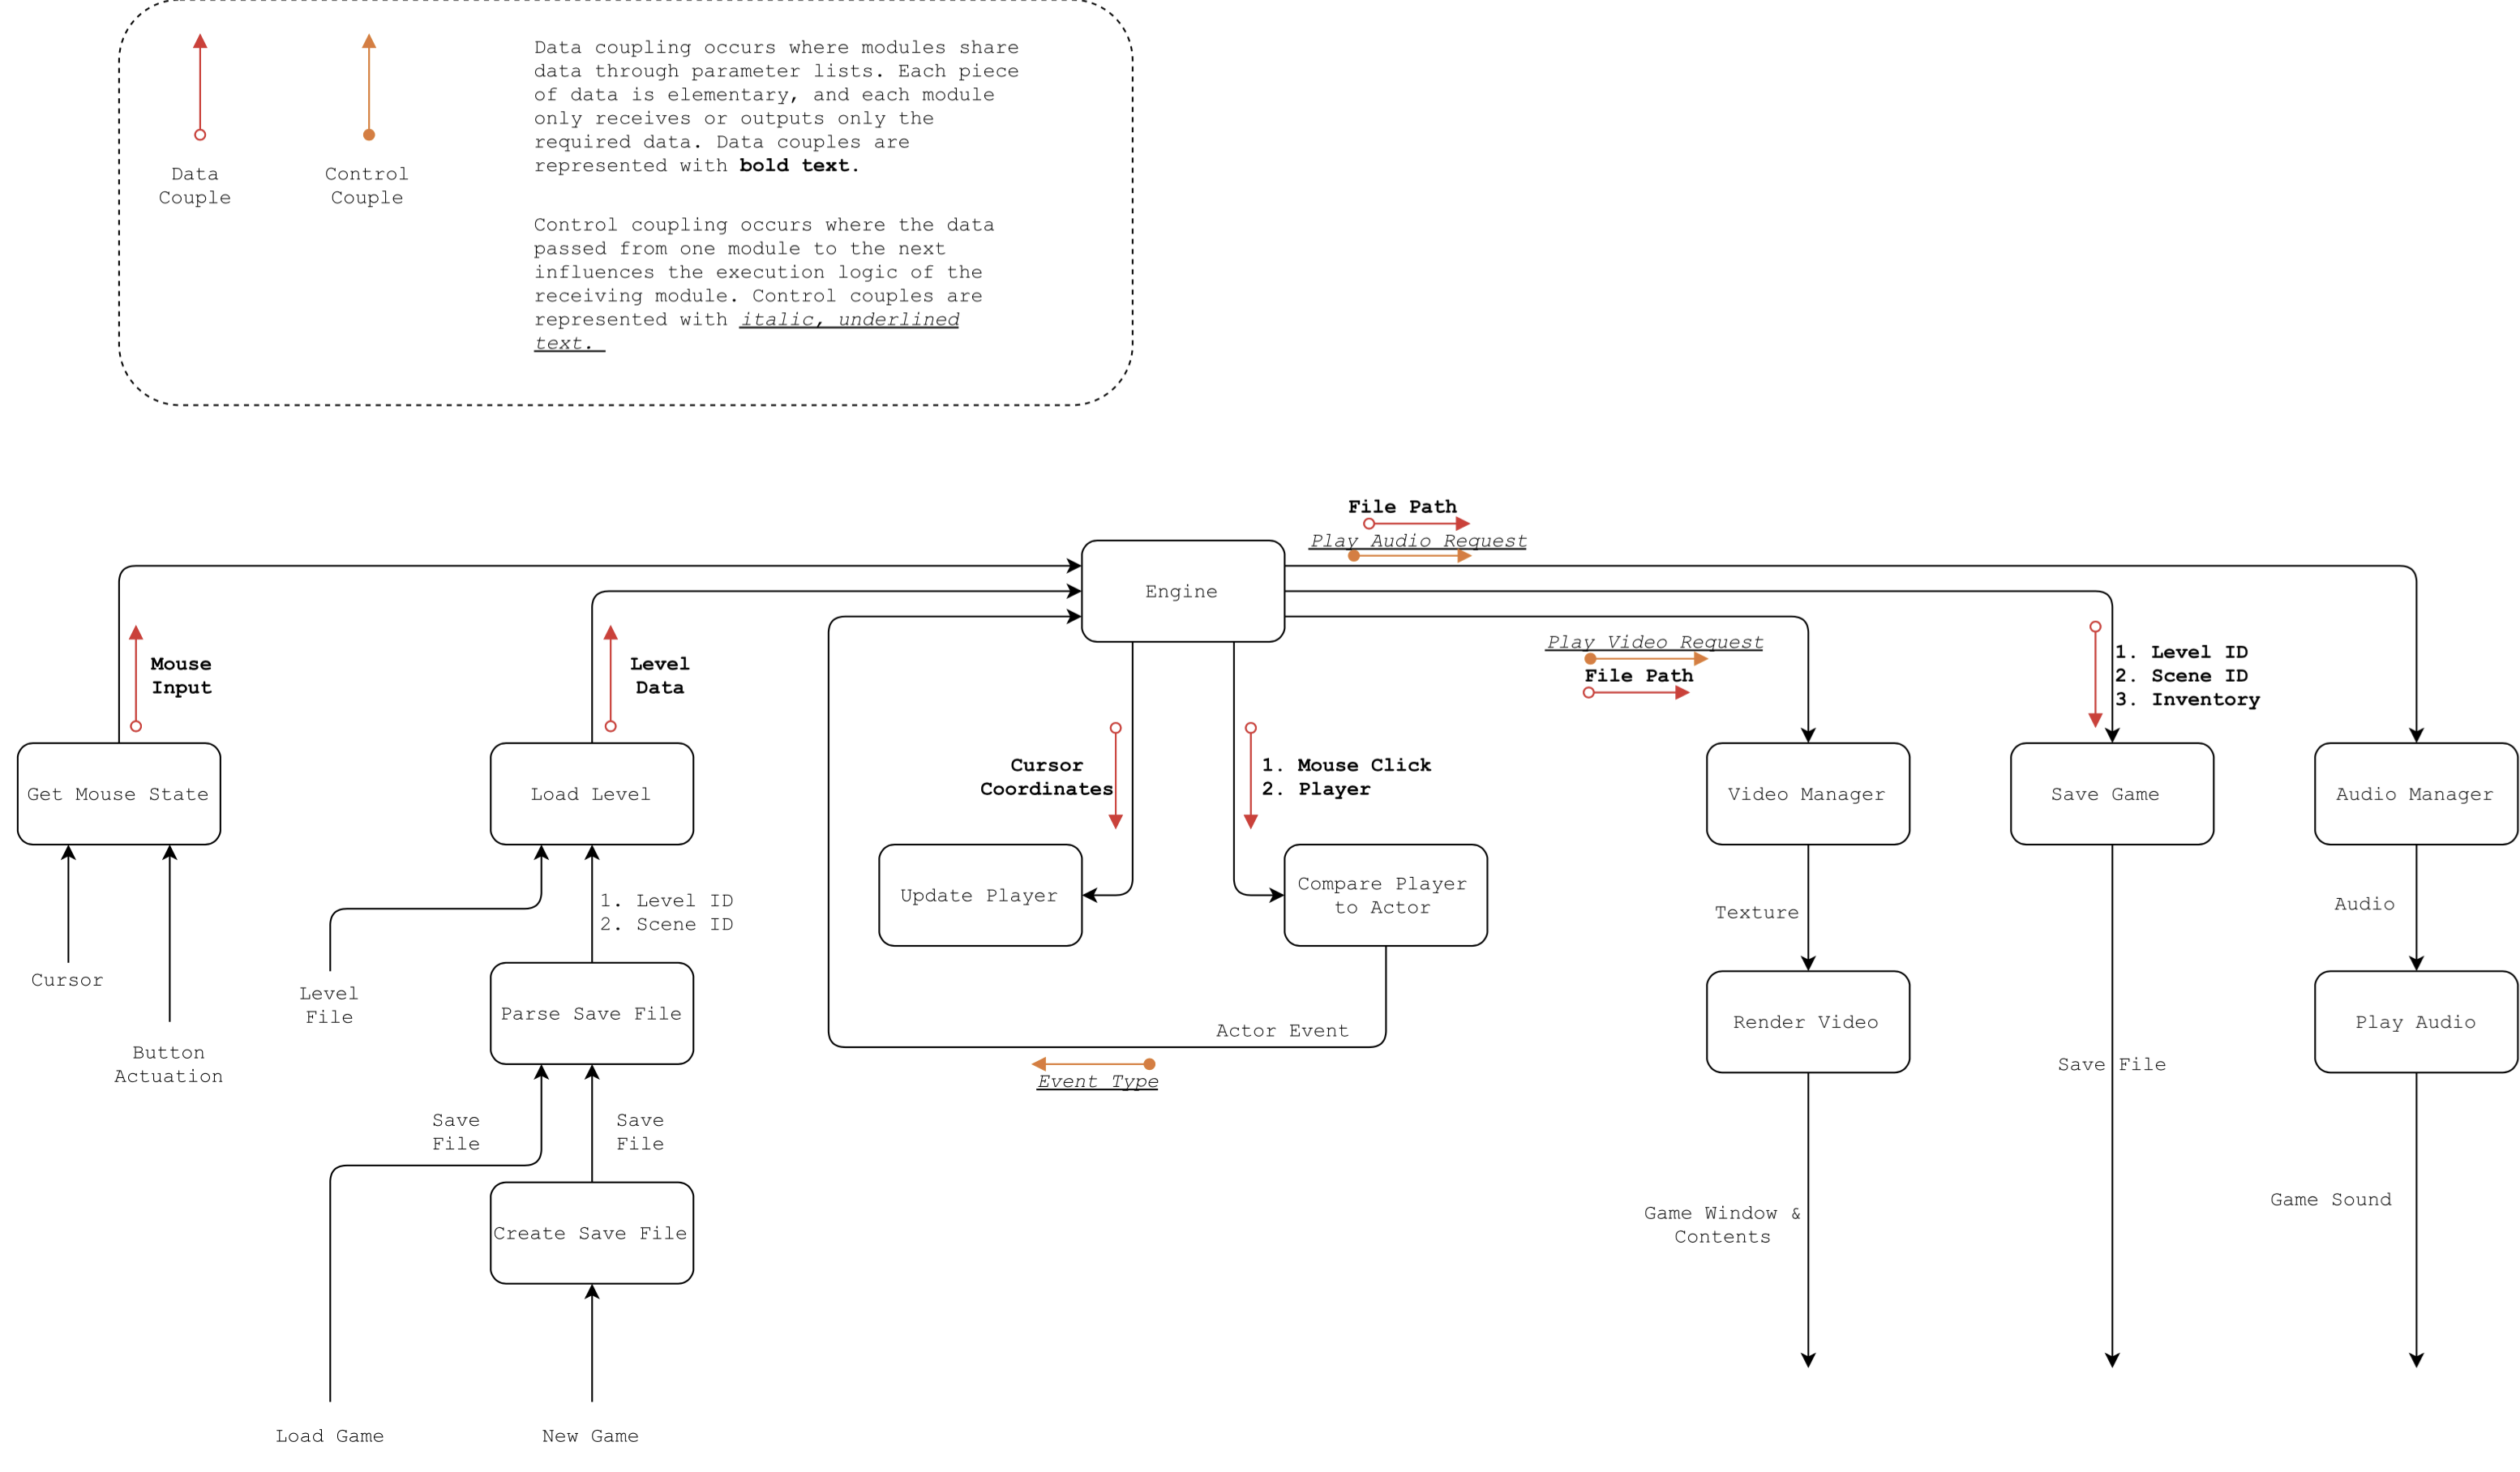 Data
Couple
Control
Couple
Data coupling occurs where modules share
data through parameter lists. Each piece
of data is elementary, and each module
only receives or outputs only the
required data. Data couples are
represented with bold text.
Control coupling occurs where the data
passed from one module to the next
influences the execution logic of the
receiving module. Control couples are
represented with italic, underlined
text.
File Path
Play Audio Request
Engine
Play Video Request
File Path
Mouse
Input
Level
Data
1. Level ID
2. Scene ID
3. Inventory
Cursor
Coordinates
1. Mouse Click
2. Player
Get Mouse State
Load Level
Video Manager
Save Game
Audio Manager
Update Player
Compare Player
to Actor
1. Level ID
2. Scene ID
Texture
Audio
Cursor
Level
File
Parse Save File
Render Video
Play Audio
Actor Event
Event Type
Button
Actuation
Save File
Save
File
Save
File
Create Save File
Game Window &
Contents
Game Sound
Load Game
New Game